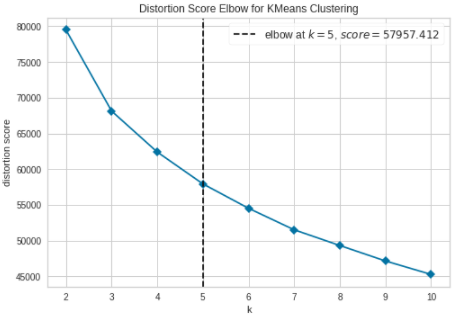 Distortion Score Elbow for KMeans Clustering
elbow at k = 5, score = 57957.412
80000
75000
70000
65000
60000
55000
50000
45000
distortion score
2 3 4 5 6 7 8 9 10
k